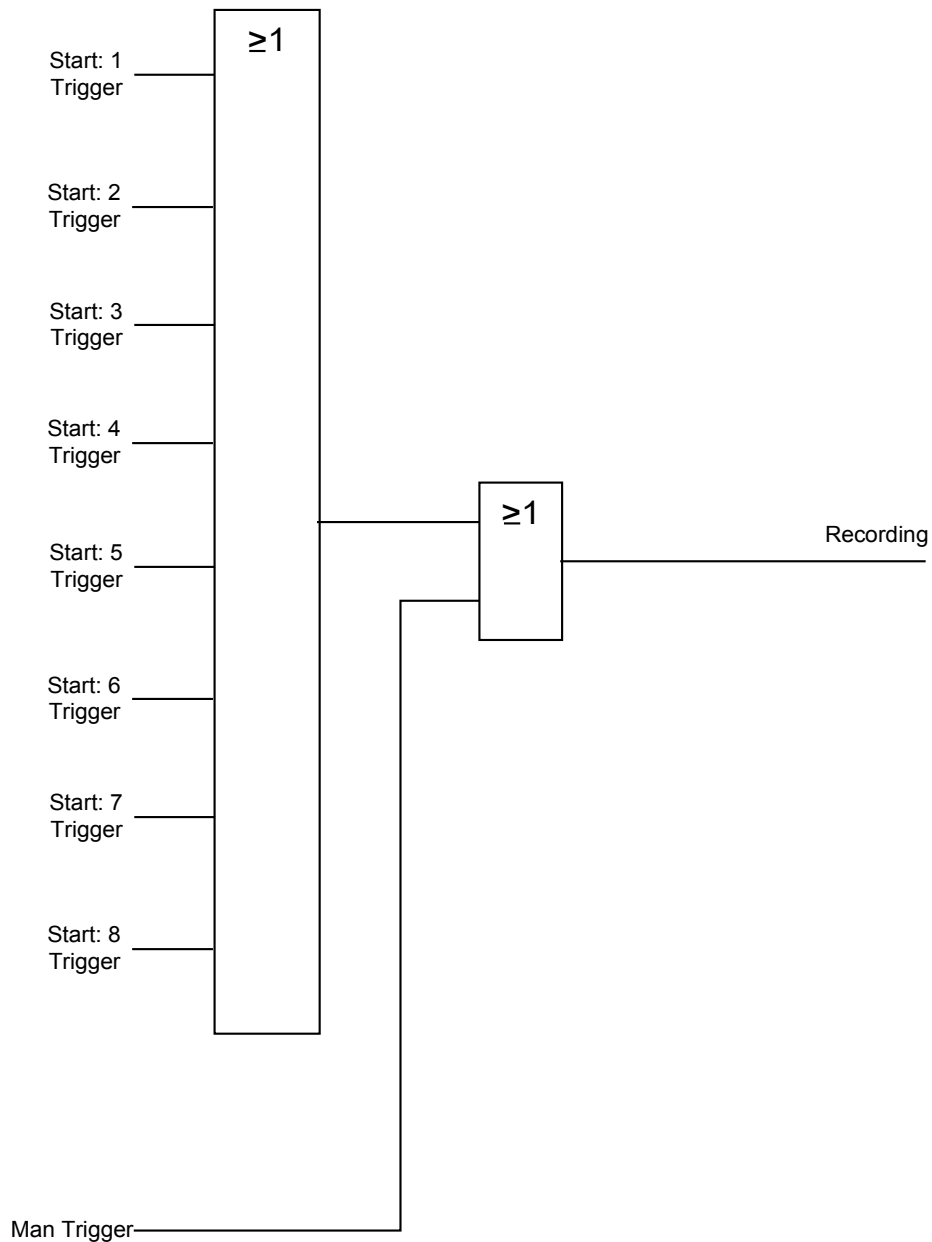 ≥1
Start: 1
Trigger
Start: 2
Trigger
Start: 3
Trigger
Start: 4
Trigger
≥1
Recording
Start: 5
Trigger
Start: 6
Trigger
Start: 7
Trigger
Start: 8
Trigger
Man Trigger